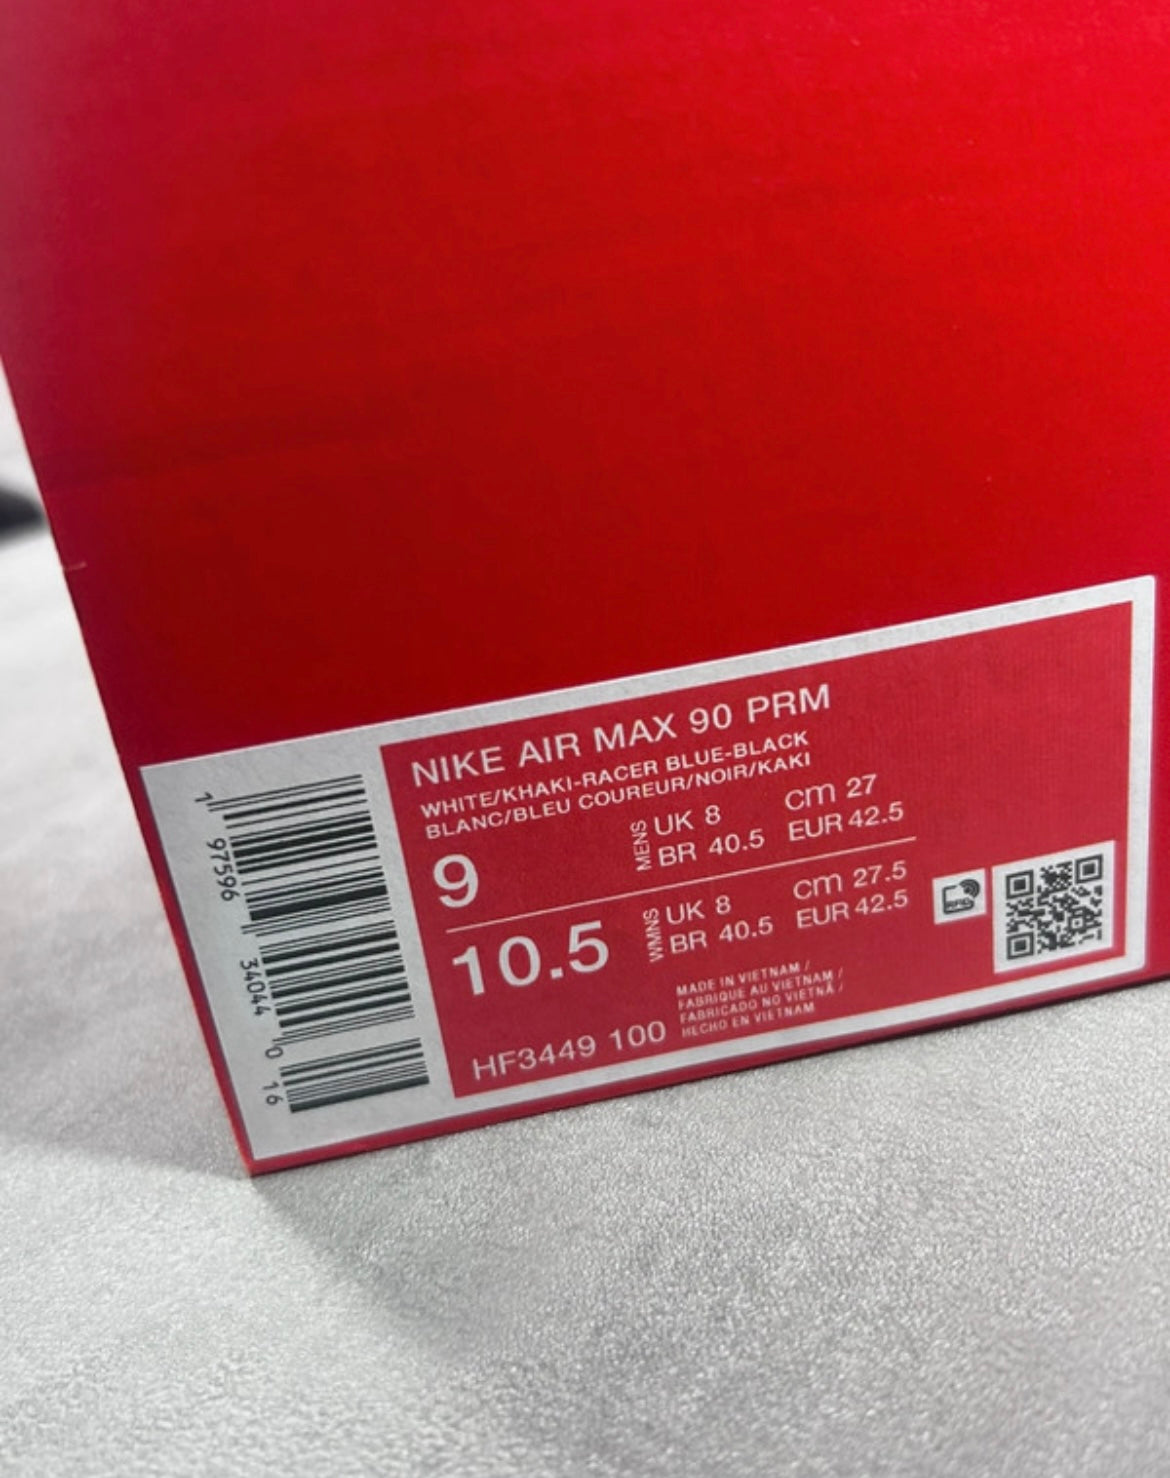 NIKE AIR MAX 90 PRM
WHITE/KHAKI-RACER BLUE-BLACK
BLANC/BLEU COUREUR/NOIR/KAKI
9
MENS
UK 8
cm 27
BR 40.5
EUR 42.5
10.5
WMNS
UK 8
cm 27.5
BR 40.5
EUR 42.5
MADE IN VIETNAM /
FABRIQUE AU VIETNAM /
FABRICADO NO VIETNÃ /
HECHO EN VIETNAM
HF3449 100
1 97596 34044 0 16
RFID